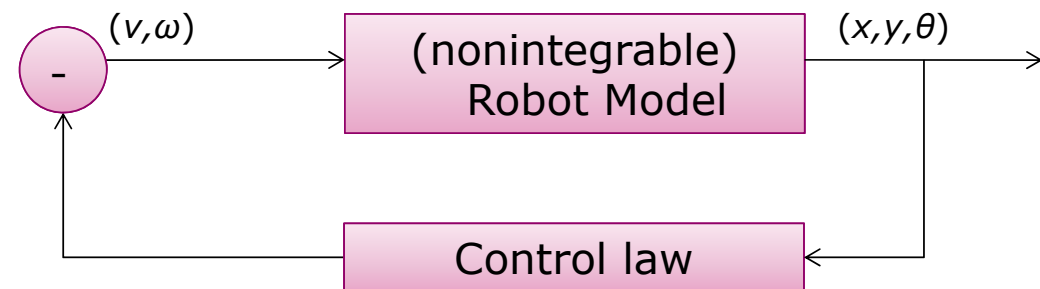 (v,ω)
(x,y,θ)
(nonintegrable)
Robot Model
-
Control law